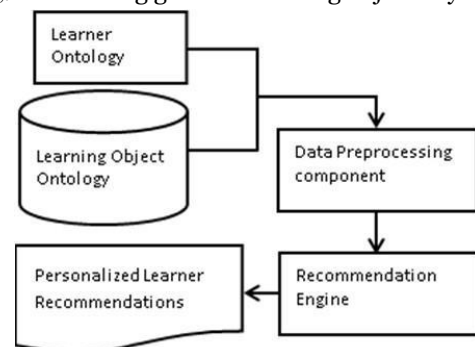 Learner
Ontology
Learning Object
Ontology
Data Preprocessing
component
Personalized Learner
Recommendations
Recommendation
Engine